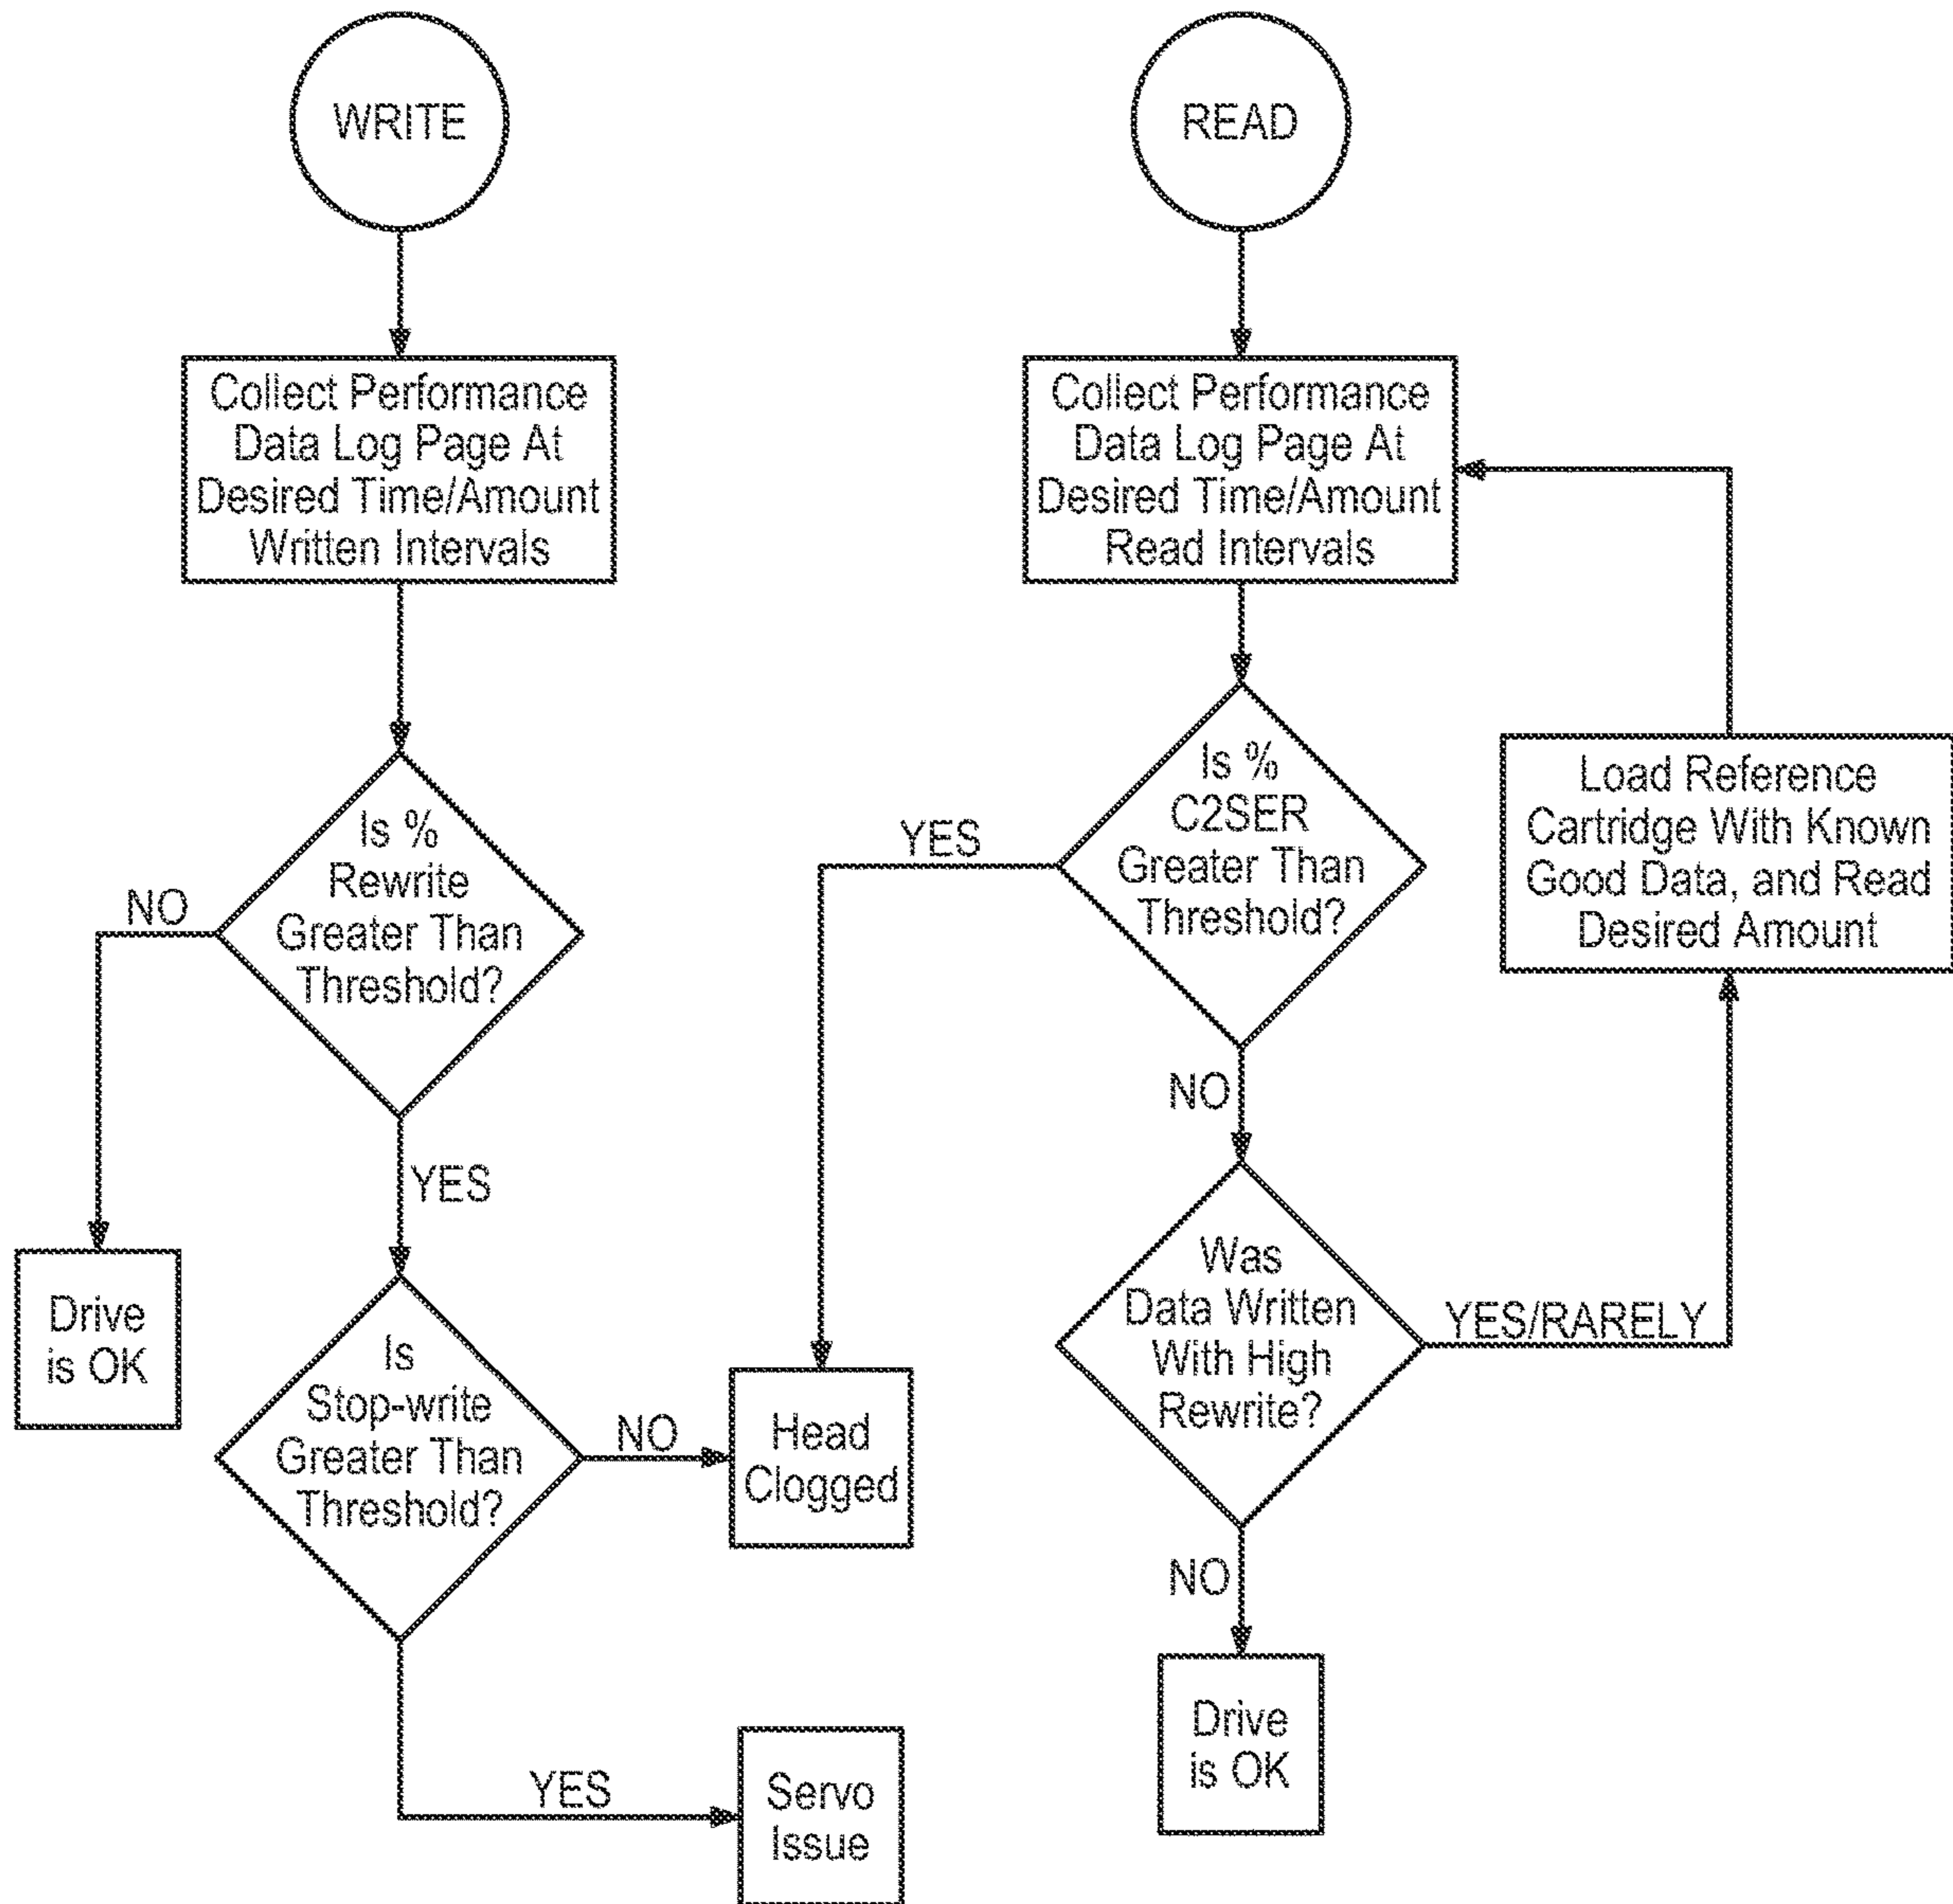 WRITE
Collect Performance
Data Log Page At
Desired Time/Amount
Written Intervals
Is %
Rewrite
Greater Than
Threshold?
NO
YES
Drive
is OK
Is
Stop-write
Greater Than
Threshold?
NO
Head
Clogged
YES
Servo
Issue
READ
Collect Performance
Data Log Page At
Desired Time/Amount
Read Intervals
Is %
C2SER
Greater Than
Threshold?
YES
NO
Was
Data Written
With High
Rewrite?
YES/RARELY
Load Reference
Cartridge With Known
Good Data, and Read
Desired Amount
NO
Drive
is OK